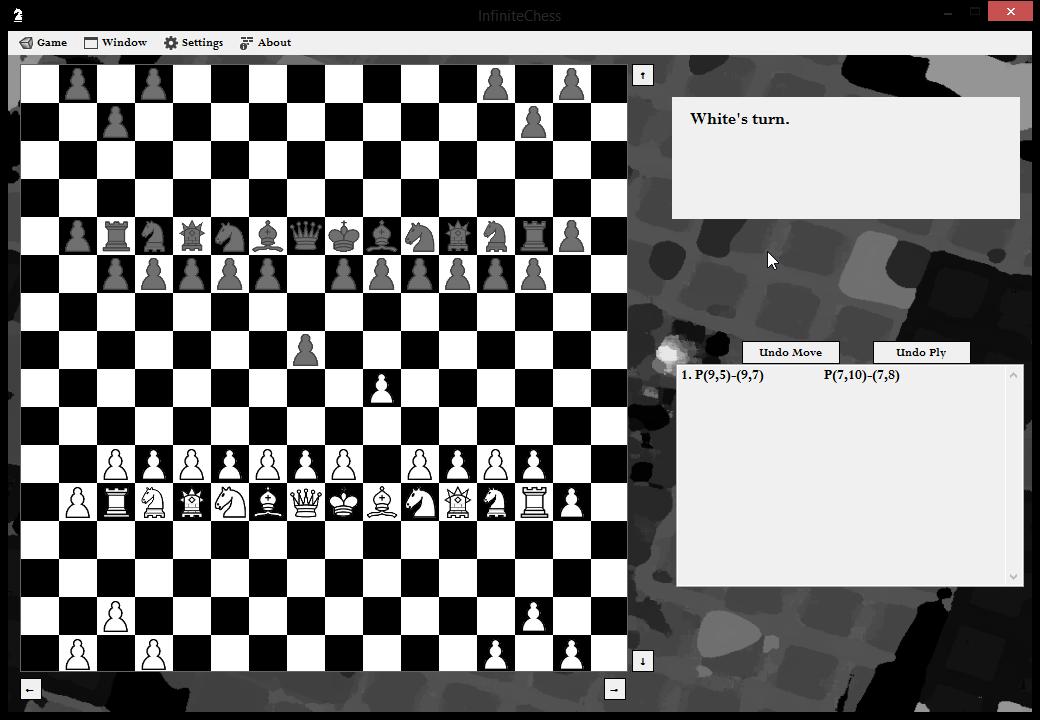 InfiniteChess
Game Window Settings About
White's turn.
Undo Move Undo Ply
1. P(9,5)-(9,7) P(7,10)-(7,8)